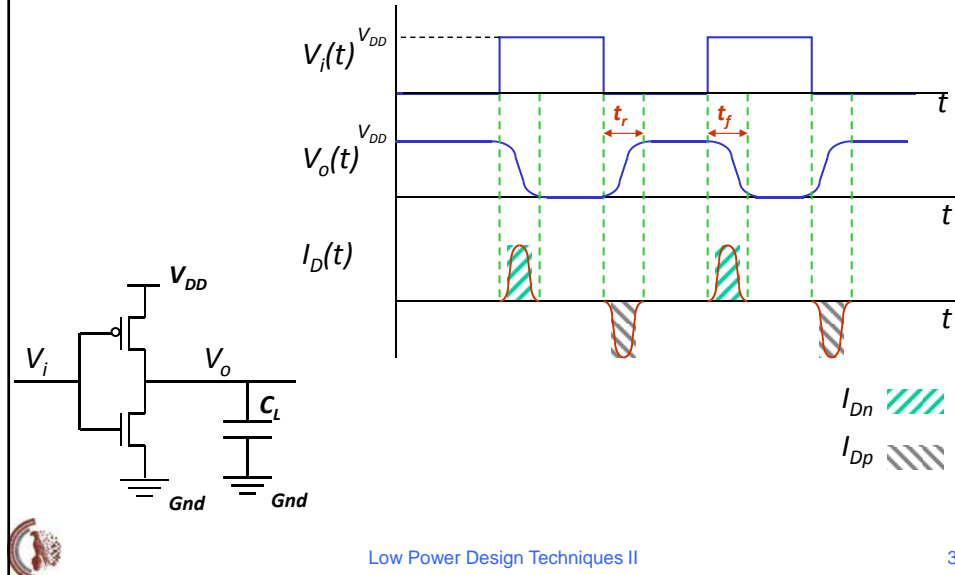 V_DD
V_i(t)
t
t_r
t_f
V_DD
V_o(t)
t
I_D(t)
t
V_DD
V_i
V_o
C_L
Gnd
Gnd
I_Dn
I_Dp
Low Power Design Techniques II
3